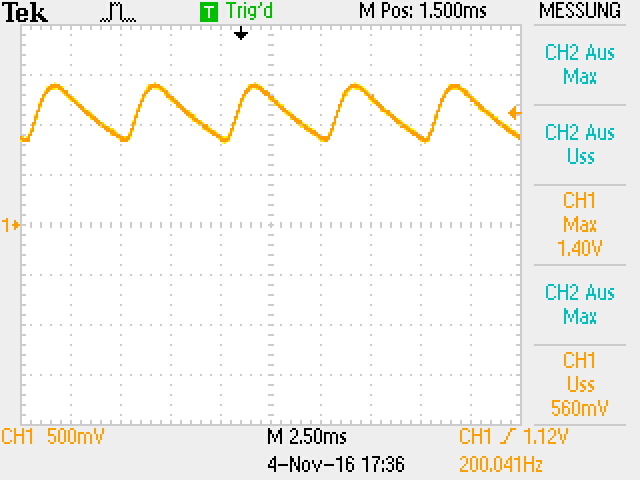 Tek T Trig'd M Pos: 1.500ms MESSUNG
CH2 Aus
Max
CH2 Aus
Uss
CH1
Max
1.40V
CH2 Aus
Max
CH1
Uss
560mV
1
CH1 500mV M 2.50ms CH1 1.12V
4-Nov-16 17:36 200.041Hz